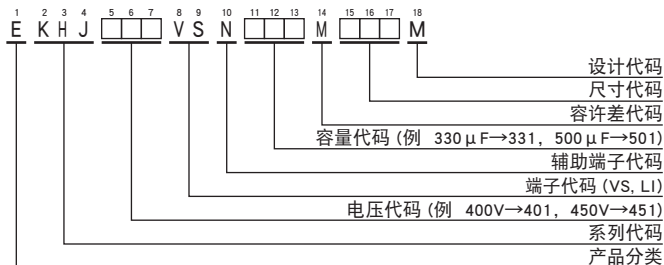 1 2 3 4 5 6 7 8 9 10 11 12 13 14 15 16 17 18
E K H J □□□ V S N □□□ M □□□ M
设计代码
尺寸代码
容许差代码
容量代码 (例 330μF→331, 500μF→501)
辅助端子代码
端子代码 (VS, LI)
电压代码 (例 400V→401, 450V→451)
系列代码
产品分类